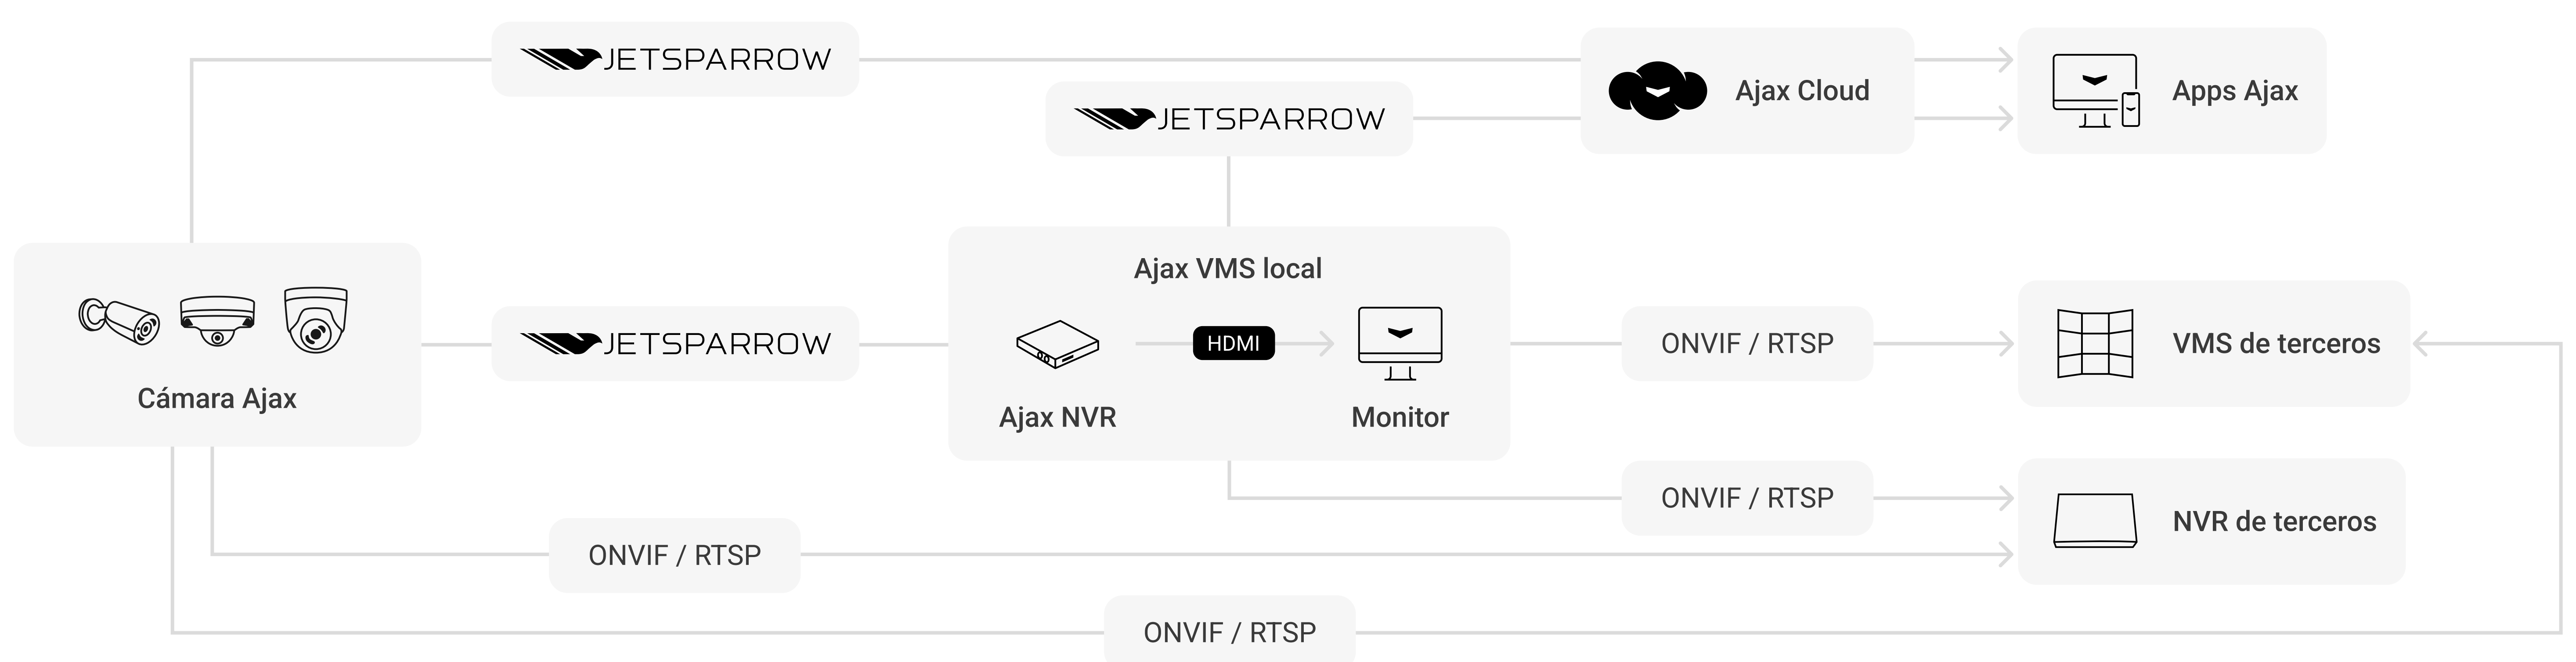 JETSPARROW
Ajax Cloud
Apps Ajax
JETSPARROW
Cámara Ajax
JETSPARROW
Ajax VMS local
Ajax NVR
HDMI
Monitor
ONVIF / RTSP
VMS de terceros
ONVIF / RTSP
NVR de terceros
ONVIF / RTSP
ONVIF / RTSP